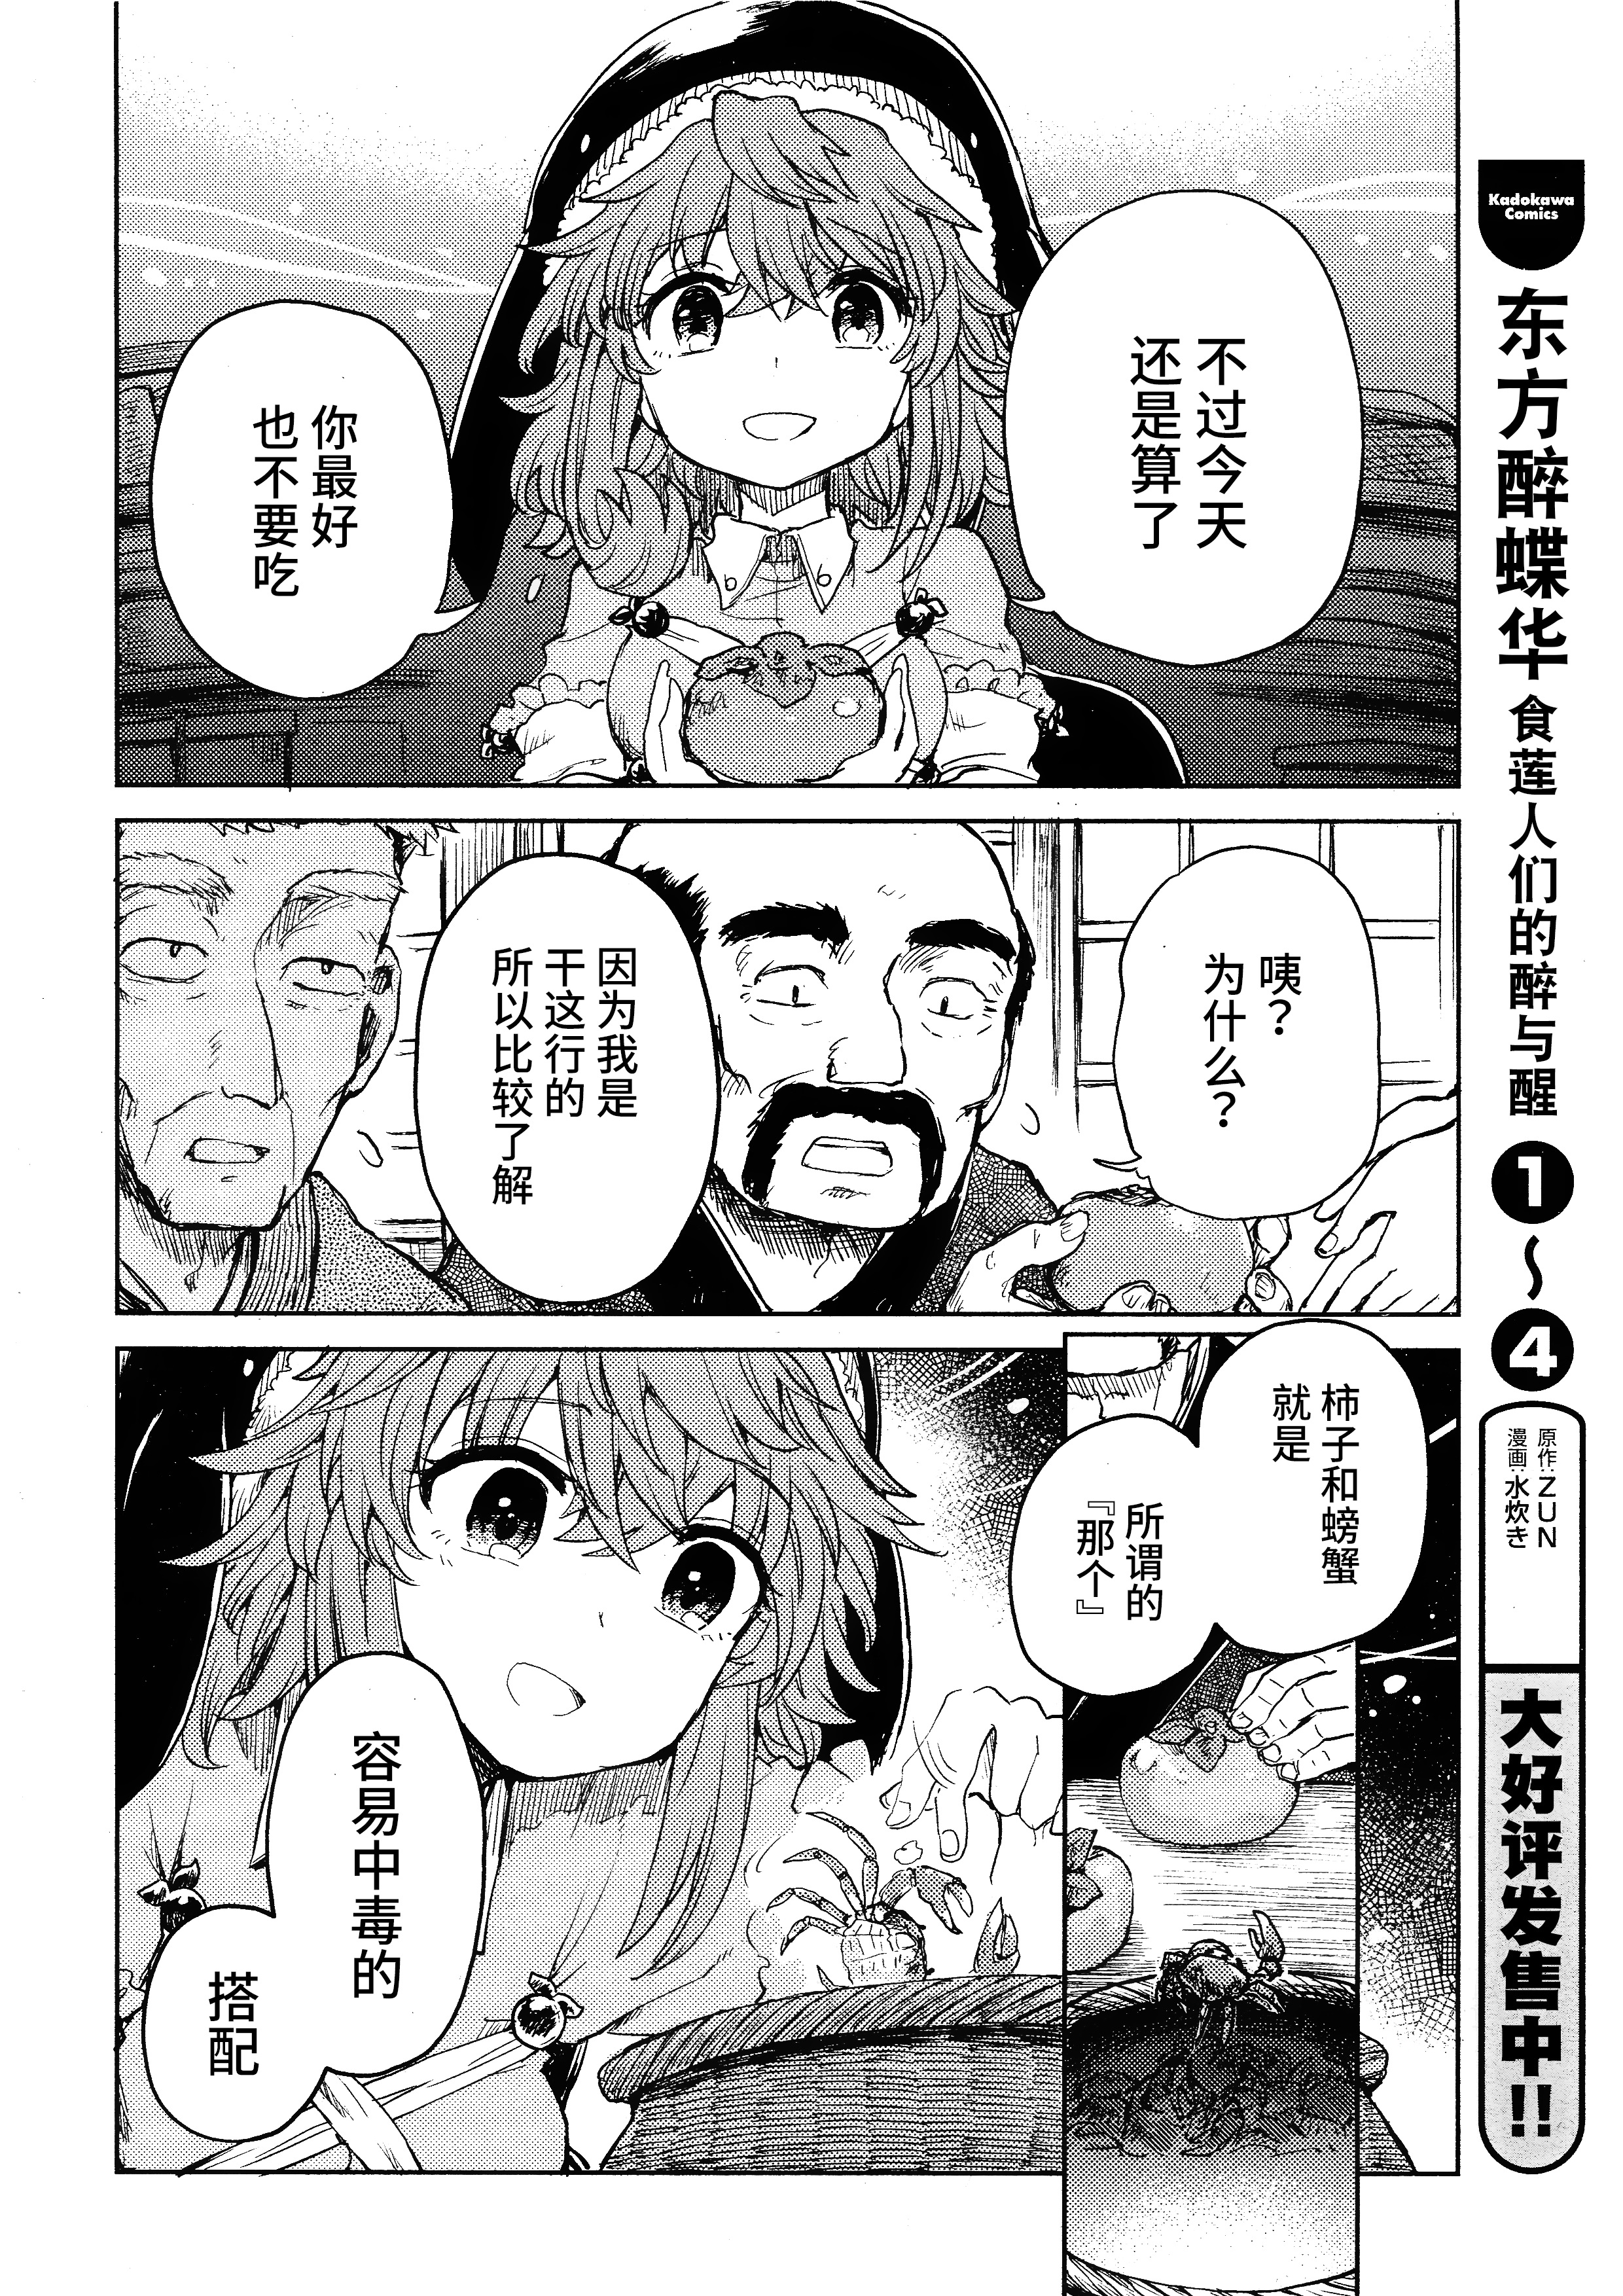 不过今天
还是算了
你最好
也不要吃
咦？
为什么？
因为我是
干这行的
所以比较了解
柿子和螃蟹
就是
所谓的
『那个』
容易中毒的
搭配
Kadokawa
Comics
东方醉蝶华 食莲人们的醉与醒 1～4
原作：ZUN
漫画：水炊き
大好评发售中!!